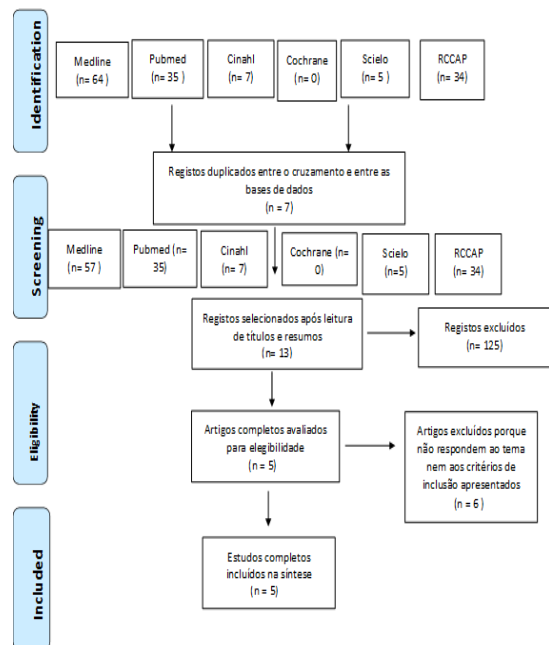 Identification
Medline
(n= 64 )
Pubmed
(n= 35 )
Cinahl
(n= 7)
Cochrane
(n= 0)
Scielo
(n= 5 )
RCCAP
(n= 34)
Registos duplicados entre o cruzamento e entre as
bases de dados
(n = 7)
Screening
Medline
(n= 57 )
Pubmed (n=
35)
Cinahl
(n= 7)
Cochrane (n=
0)
Scielo
(n=5)
RCCAP
(n= 34)
Registos selecionados após leitura
de títulos e resumos
(n= 13)
Registos excluídos
(n= 125)
Eligibility
Artigos completos avaliados
para elegibilidade
(n = 5)
Artigos excluídos porque
não respondem ao tema
nem aos critérios de
inclusão apresentados
(n = 6 )
Included
Estudos completos
incluídos na síntese
(n= 5)